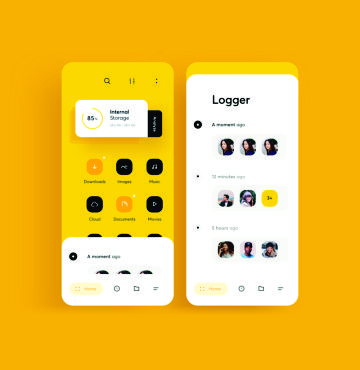 85%
Internal
Storage
Downloads
Images
Music
Cloud
Documents
Movies
A moment ago
Home
Logger
A moment ago
12 minutes ago
3+
5 hours ago
Home